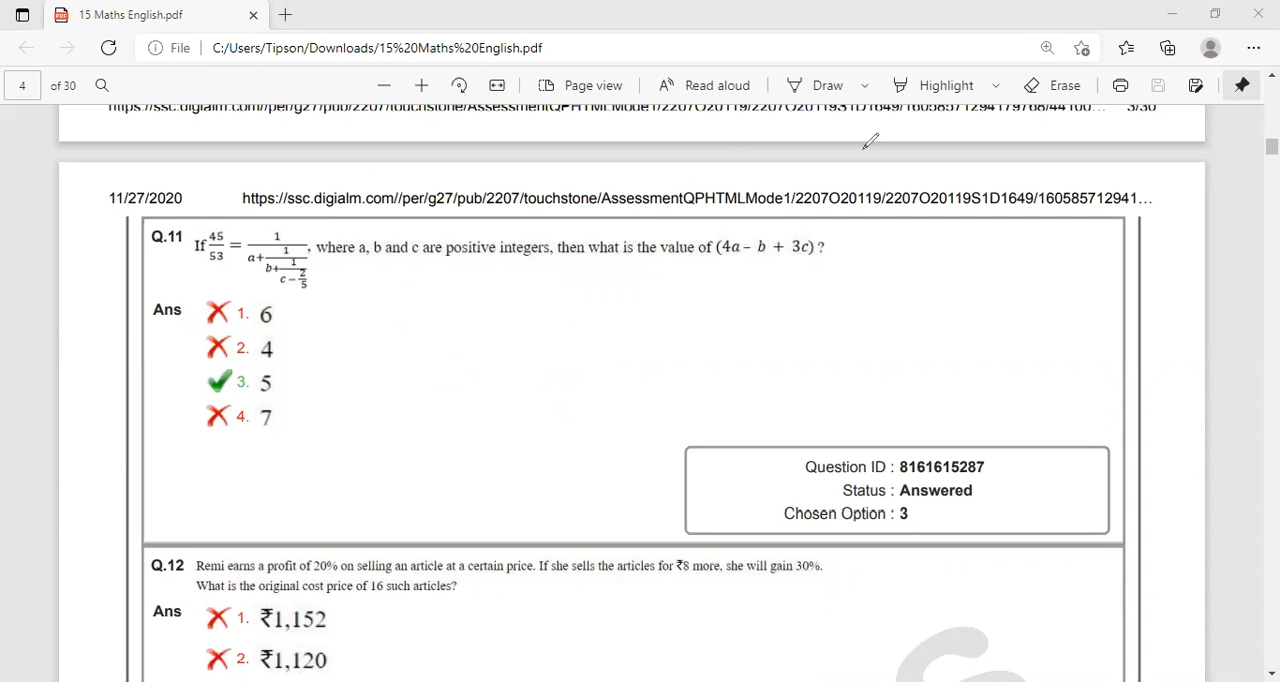 15 Maths English.pdf
File C:/Users/Tipson/Downloads/15%20Maths%20English.pdf
4 of 30 Page view Read aloud Draw Highlight Erase
3/30
11/27/2020 https://ssc.digialm.com//per/g27/pub/2207/touchstone/AssessmentQPHTMLMode1/2207O20119/2207O20119S1D1649/160585712941...
Q.11 If 45/53 = 1/(a+1/(b+1/(c−2/5))), where a, b and c are positive integers, then what is the value of (4a − b + 3c) ?
Ans
1. 6
2. 4
3. 5
4. 7
Question ID : 8161615287
Status : Answered
Chosen Option : 3
Q.12 Remi earns a profit of 20% on selling an article at a certain price. If she sells the articles for ₹8 more, she will gain 30%.
What is the original cost price of 16 such articles?
Ans
1. ₹1,152
2. ₹1,120